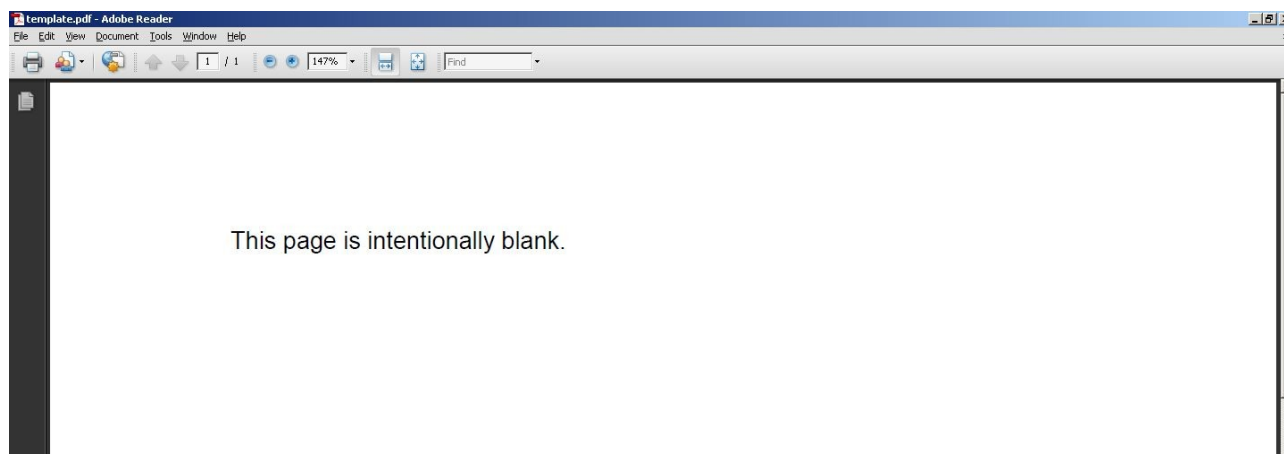 template.pdf - Adobe Reader
File Edit View Document Tools Window Help
1 / 1 147% Find
This page is intentionally blank.